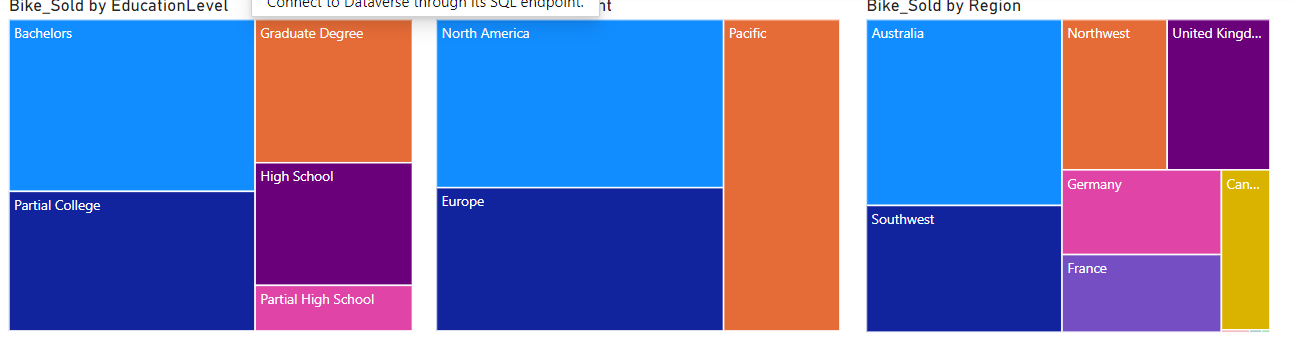 Bike_Sold by EducationLevel
Connect to Dataverse through its SQL endpoint.
nt
Bike_Sold by Region
Bachelors
Graduate Degree
High School
Partial College
Partial High School
North America
Pacific
Europe
Australia
Northwest
United Kingd...
Southwest
Germany
Can...
France